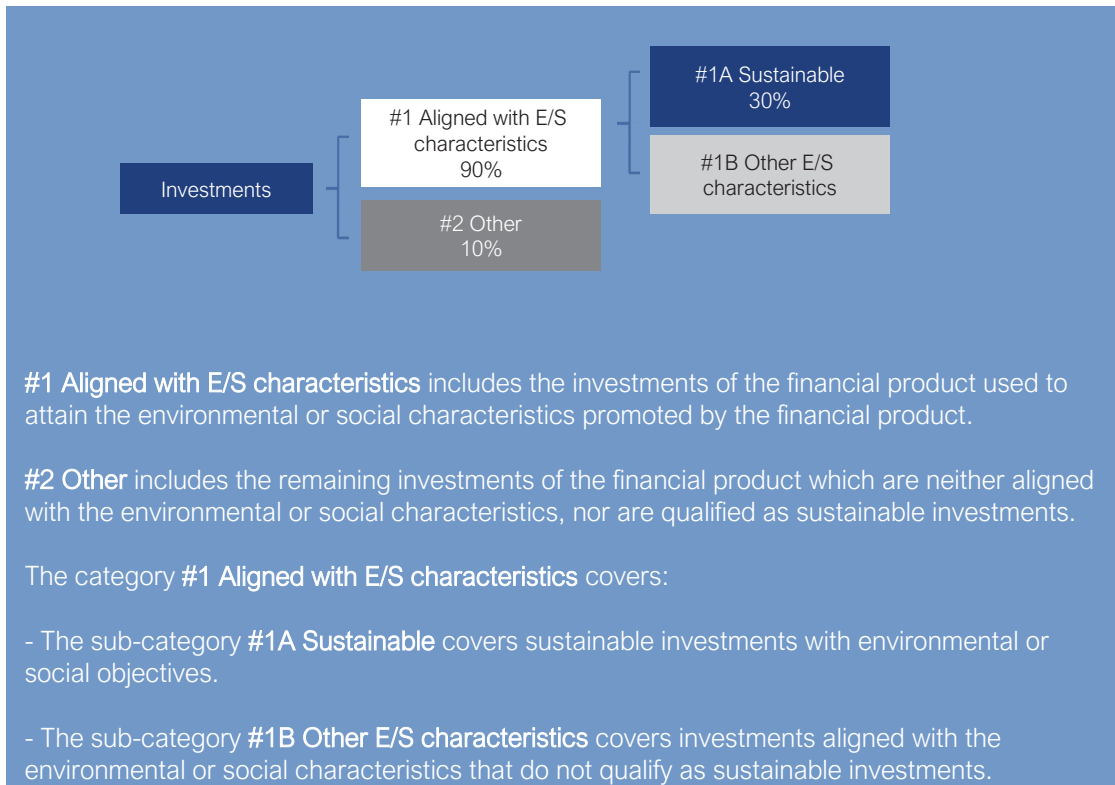 #1A Sustainable
30%
#1 Aligned with E/S
characteristics
90%
#1B Other E/S
characteristics
Investments
#2 Other
10%
#1 Aligned with E/S characteristics includes the investments of the financial product used to
attain the environmental or social characteristics promoted by the financial product.
#2 Other includes the remaining investments of the financial product which are neither aligned
with the environmental or social characteristics, nor are qualified as sustainable investments.
The category #1 Aligned with E/S characteristics covers:
- The sub-category #1A Sustainable covers sustainable investments with environmental or
social objectives.
- The sub-category #1B Other E/S characteristics covers investments aligned with the
environmental or social characteristics that do not qualify as sustainable investments.